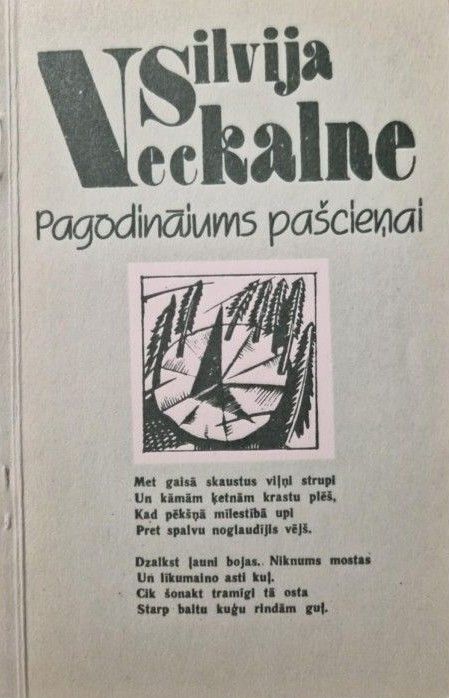 Silvija
Veckalne
Pagodinājums pašcieņai
Met gaisā skaustus viļņi strupi
Un kāmām ķetnām krastu plēš,
Kad pēkšņā mīlestībā upi
Pret spalvu noglaudījis vējš.
Dzalkst ļauni bojas. Niknums mostas
Un līkumaino asti kuļ.
Cik šonakt tramīgi tā osta
Starp baltu kuģu rindām guļ.